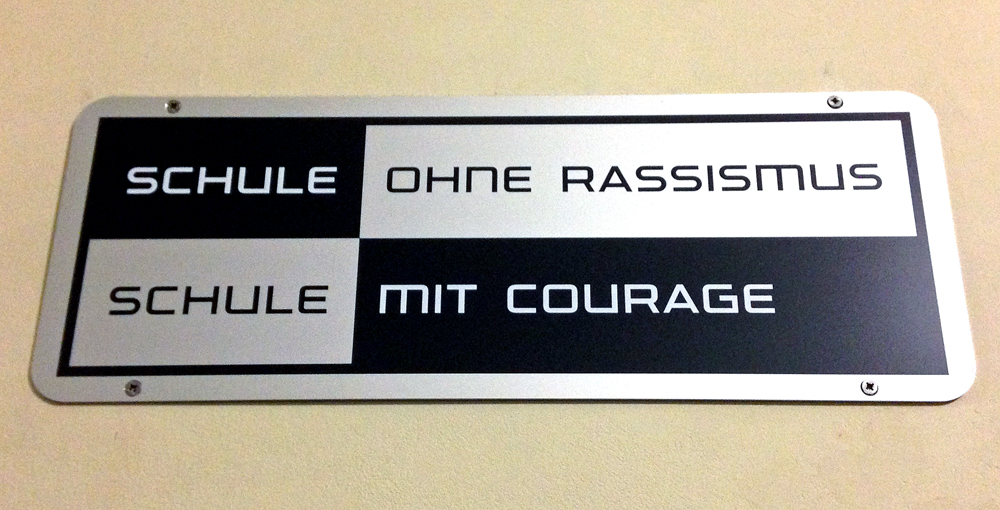 SCHULE OHNE RASSISMUS
SCHULE MIT COURAGE